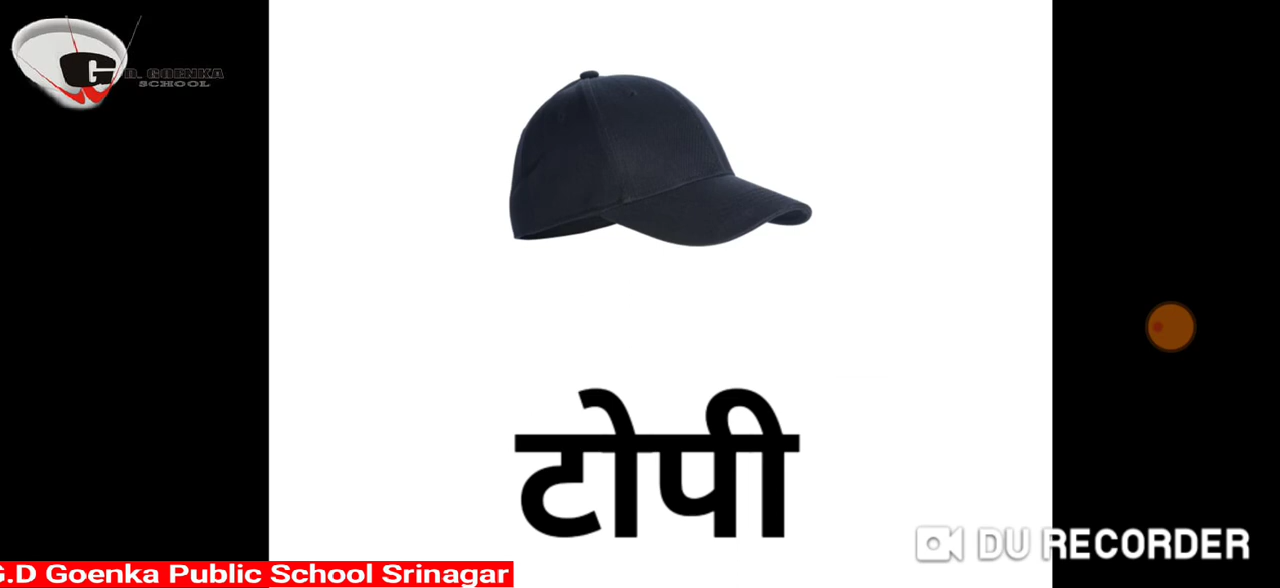 G
D. GOENKA
SCHOOL
टोपी
DU RECORDER
G.D Goenka Public School Srinagar